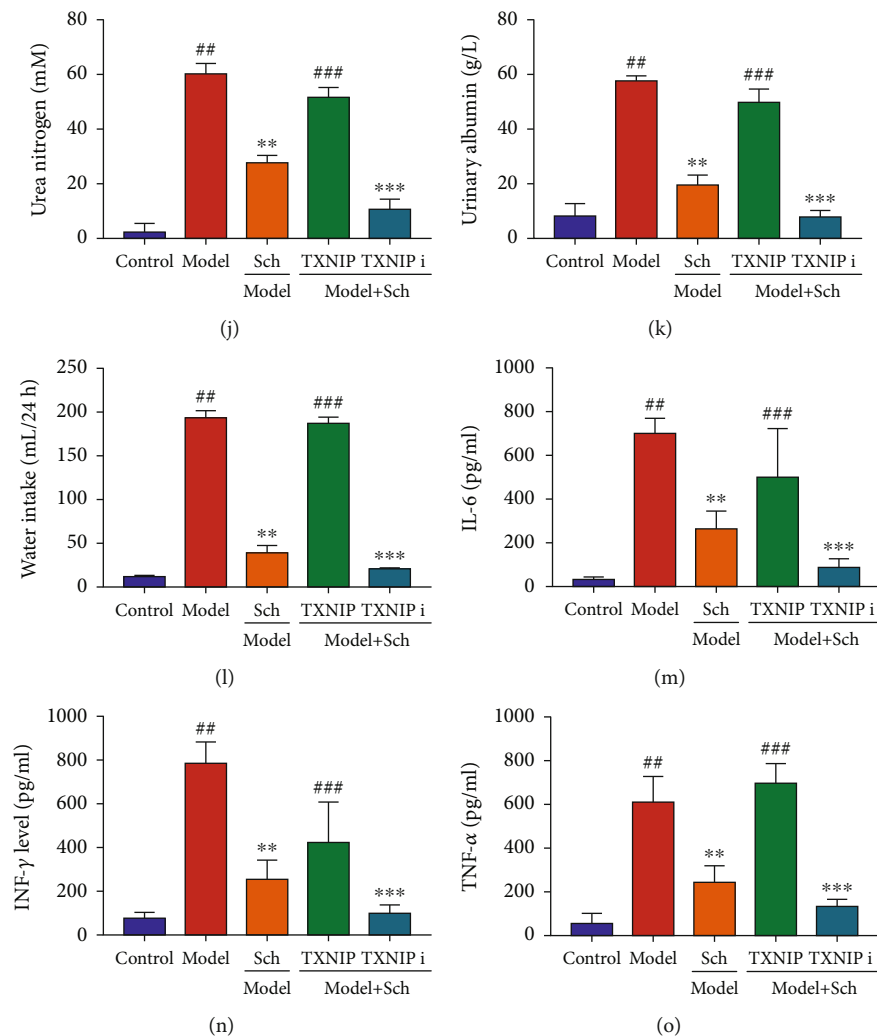 80
60
40
20
0
Urea nitrogen (mM)
##
**
###
***
Control Model Sch TXNIP TXNIP i
Model Model+Sch
(j)
80
60
40
20
0
Urinary albumin (g/L)
##
**
###
***
Control Model Sch TXNIP TXNIP i
Model Model+Sch
(k)
250
200
150
100
50
0
Water intake (mL/24 h)
##
**
###
***
Control Model Sch TXNIP TXNIP i
Model Model+Sch
(l)
1000
800
600
400
200
0
IL-6 (pg/ml)
##
**
###
***
Control Model Sch TXNIP TXNIP i
Model Model+Sch
(m)
1000
800
600
400
200
0
INF-γ level (pg/ml)
##
**
###
***
Control Model Sch TXNIP TXNIP i
Model Model+Sch
(n)
1000
800
600
400
200
0
TNF-α (pg/ml)
##
**
###
***
Control Model Sch TXNIP TXNIP i
Model Model+Sch
(o)